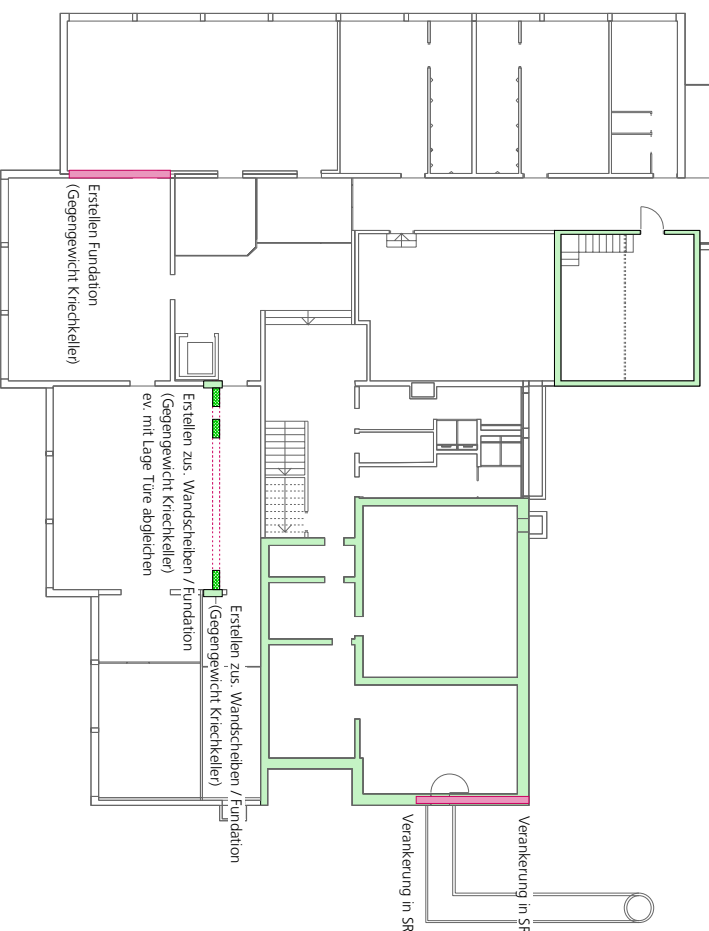 Erstellen Fundation
(Gegengewicht Kriechkeller)
Erstellen zus. Wandscheiben / Fundation
(Gegengewicht Kriechkeller)
ev. mit Lage Türe abgleichen
Erstellen zus. Wandscheiben / Fundation
(Gegengewicht Kriechkeller)
Verankerung in SR
Verankerung in SR